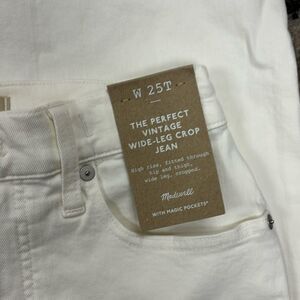 W 25T
THE PERFECT
VINTAGE
WIDE-LEG CROP
JEAN
High rise, fitted through
hip and thigh,
wide leg, cropped.
Madewell
WITH MAGIC POCKETS®